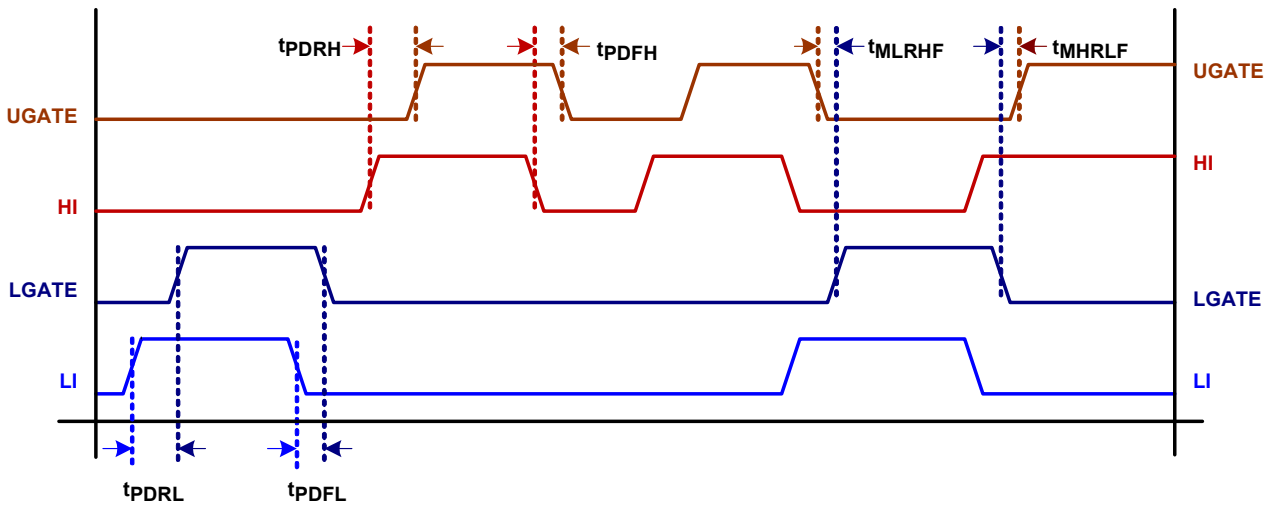 tPDRH
tPDFH
tMLRHF
tMHRLF
UGATE
UGATE
HI
HI
LGATE
LGATE
LI
LI
tPDRL
tPDFL